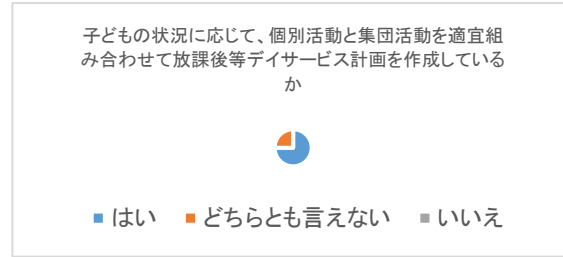 子どもの状況に応じて、個別活動と集団活動を適宜組
み合わせて放課後等デイサービス計画を作成している
か
はい どちらとも言えない いいえ